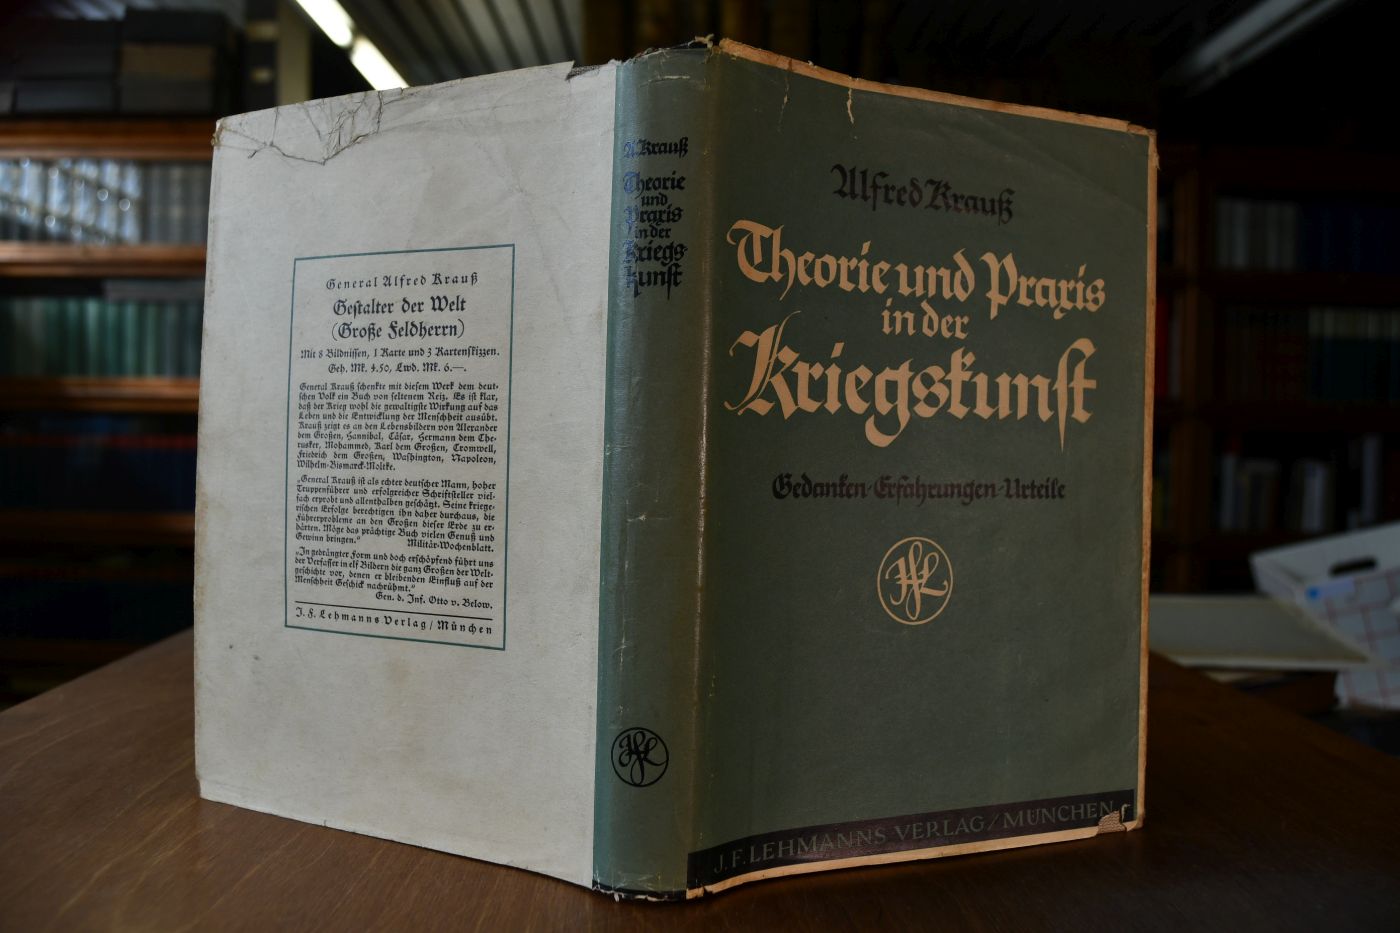 General Alfred Krauß
Gestalter der Welt
(Große Feldherrn)
Mit 8 Bildnissen, 1 Karte und 3 Kartenskizzen.
Geh. Mk. 4.50, Lwd. Mk. 6.—.
General Krauß schenkte mit diesem Werk dem deut-
schen Volk ein Buch von seltenem Reiz. Es ist klar,
daß der Krieg wohl die gewaltigste Wirkung auf das
Leben und die Entwicklung der Menschheit ausübt.
Krauß zeigt es an den Lebensbildern von Alexander
dem Großen, Hannibal, Cäsar, Hermann dem Che-
rusker, Mohammed, Karl dem Großen, Cromwell,
Friedrich dem Großen, Washington, Napoleon,
Wilhelm-Bismarck-Moltke.
„General Krauß ist als echter deutscher Mann, hoher
Truppenführer und erfolgreicher Schriftsteller viel-
fach erprobt und allenthalben geschätzt. Seine kriege-
rischen Erfolge berechtigen ihn daher durchaus, die
Führerprobleme an den Großen dieser Erde zu er-
härten. Möge das prächtige Buch vielen Genuß und
Gewinn bringen.“ Militär-Wochenblatt.
„In gedrängter Form und doch erschöpfend führt uns
der Verfasser in elf Bildern die ganz Großen der Welt-
geschichte vor, denen er bleibenden Einfluß auf der
Menschheit Geschick nachrühmt.“
Gen. d. Inf. Otto v. Below.
J. F. Lehmanns Verlag / München
A. Krauß
Theorie
und
Praxis
in der
Kriegs-
kunst
JFL
Alfred Krauß
Theorie und Praxis
in der
Kriegskunst
Gedanken-Erfahrungen-Urteile
JFL
J. F. LEHMANNS VERLAG / MÜNCHEN